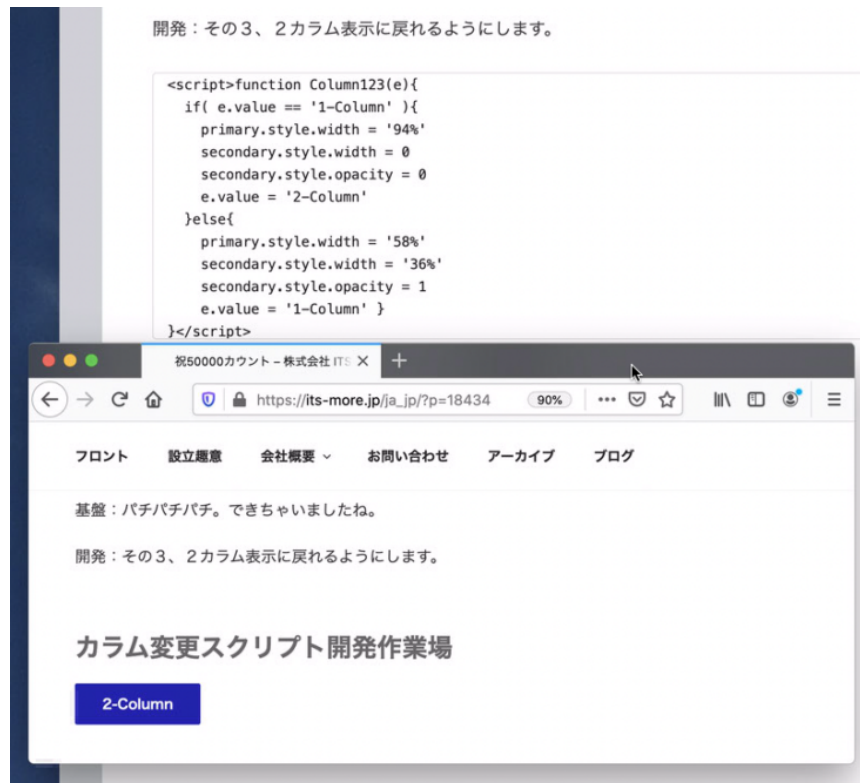 開発：その３、２カラム表示に戻れるようにします。
<script>function Column123(e){
if( e.value == '1-Column' ){
primary.style.width = '94%'
secondary.style.width = 0
secondary.style.opacity = 0
e.value = '2-Column'
}else{
primary.style.width = '58%'
secondary.style.width = '36%'
secondary.style.opacity = 1
e.value = '1-Column' }
}</script>
祝50000カウント – 株式会社 ITS
https://its-more.jp/ja_jp/?p=18434 90%
フロント 設立趣意 会社概要 お問い合わせ アーカイブ ブログ
基盤：パチパチパチ。できちゃいましたね。
開発：その３、２カラム表示に戻れるようにします。
カラム変更スクリプト開発作業場
2-Column